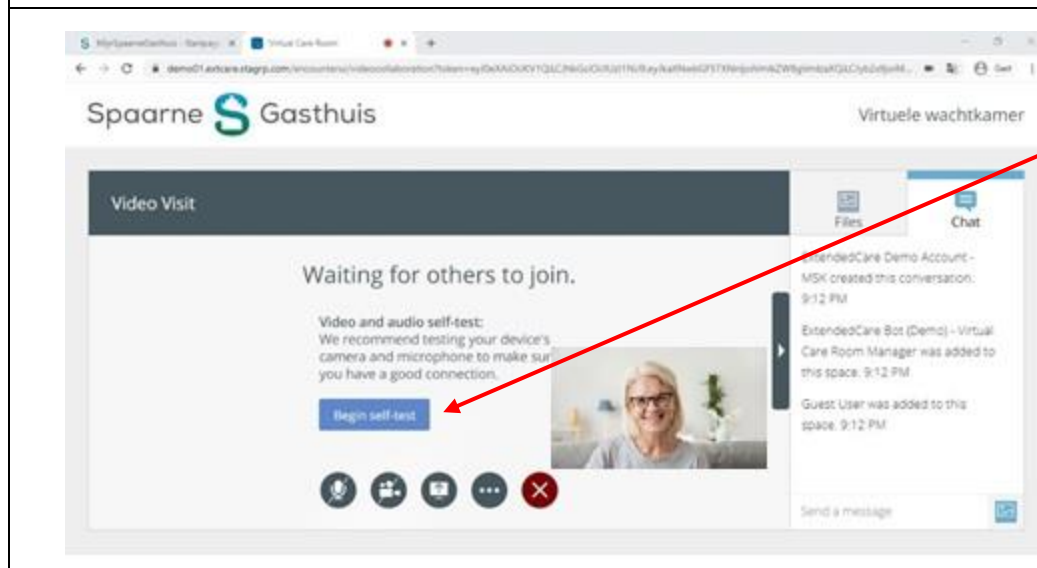 Virtual Care Room
Spaarne Gasthuis
Virtuele wachtkamer
Video Visit
Files
Chat
Waiting for others to join.
Video and audio self-test:
We recommend testing your device's
camera and microphone to make sur
you have a good connection.
Begin self-test
ExtendedCare Demo Account -
MSK created this conversation.
9:12 PM
ExtendedCare Bot (Demo) - Virtual
Care Room Manager was added to
this space. 9:12 PM
Guest User was added to this
space. 9:12 PM
Send a message